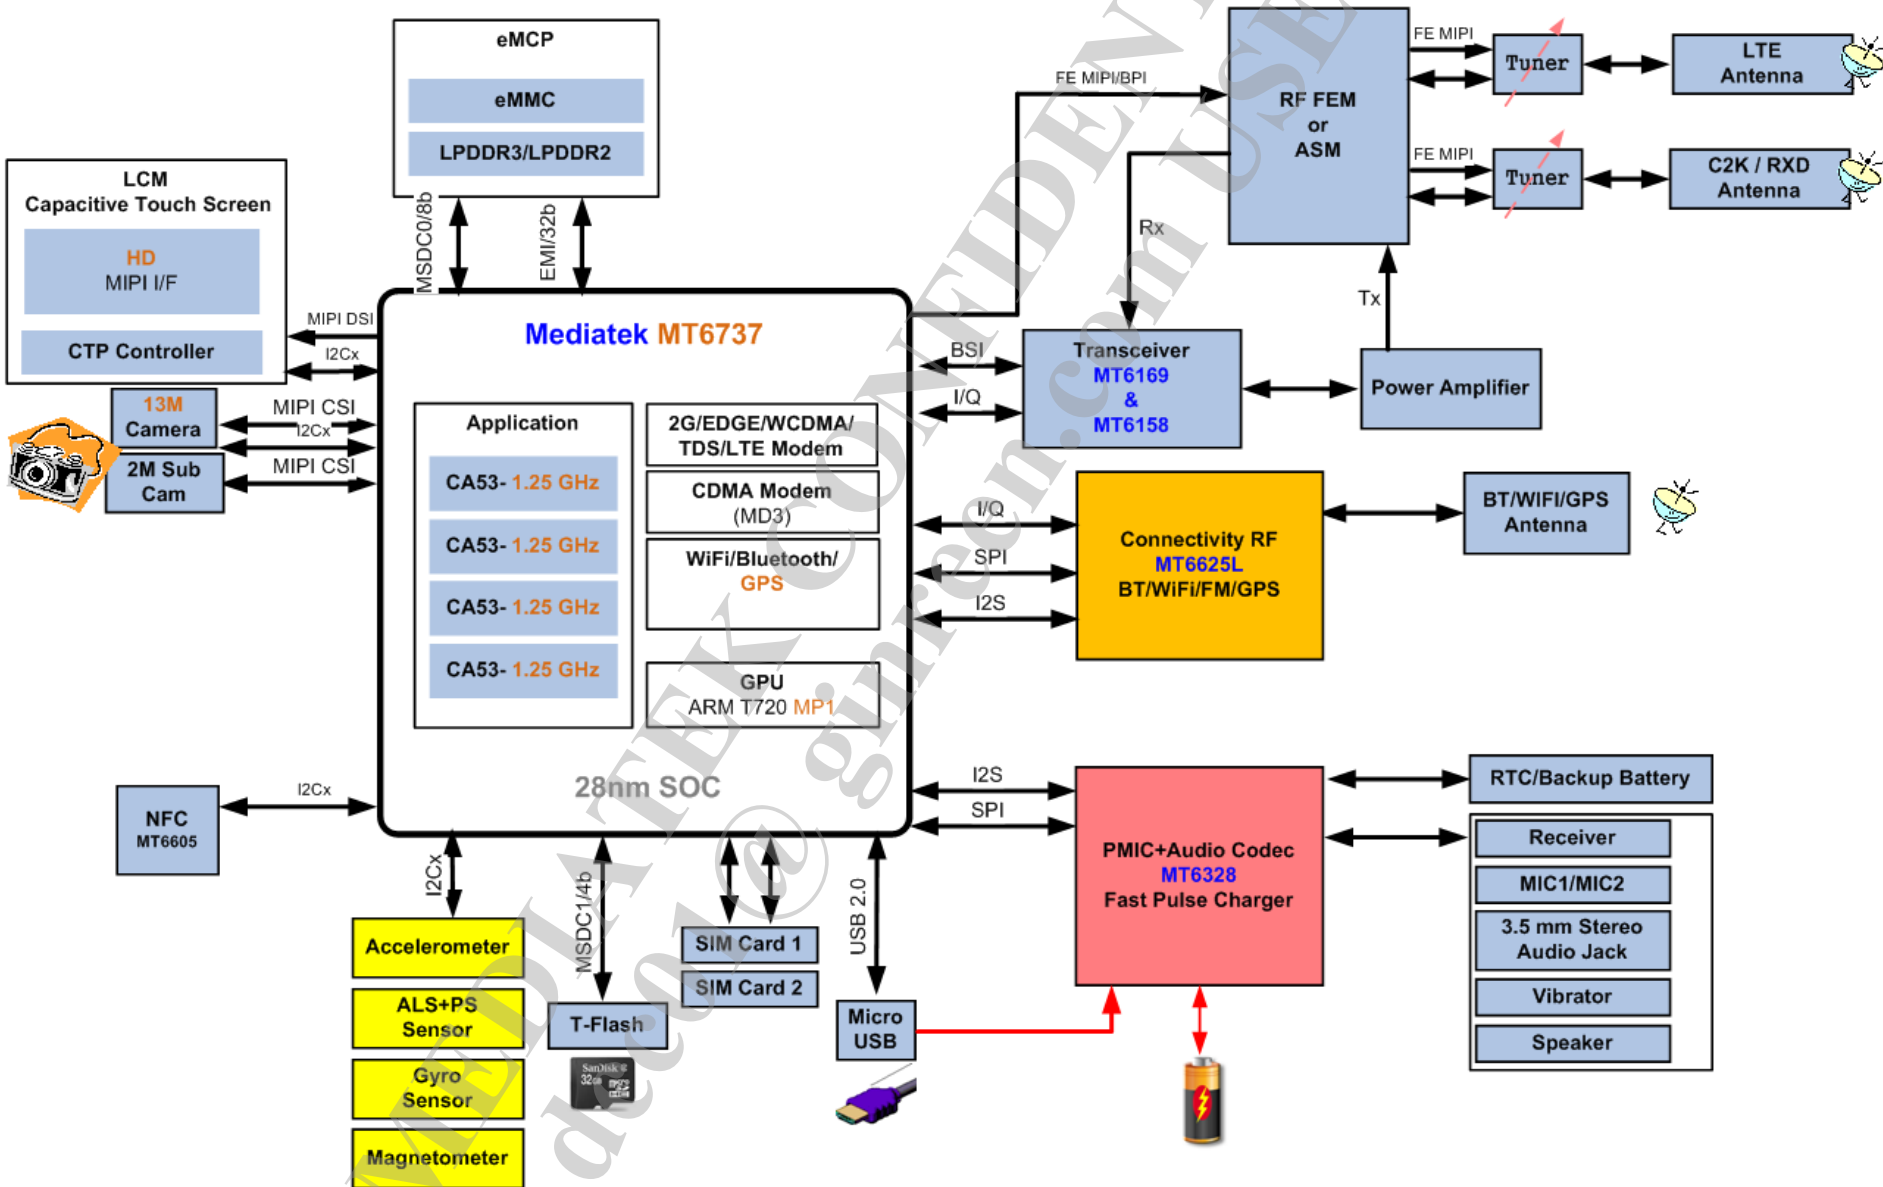 eMCP
eMMC
LPDDR3/LPDDR2
MSDC0/8b
EMI/32b
LCM
Capacitive Touch Screen
HD
MIPI I/F
CTP Controller
MIPI DSI
I2Cx
13M
Camera
MIPI CSI
I2Cx
2M Sub
Cam
MIPI CSI
NFC
MT6605
I2Cx
Mediatek MT6737
Application
CA53- 1.25 GHz
CA53- 1.25 GHz
CA53- 1.25 GHz
CA53- 1.25 GHz
2G/EDGE/WCDMA/
TDS/LTE Modem
CDMA Modem
(MD3)
WiFi/Bluetooth/
GPS
GPU
ARM T720 MP1
28nm SOC
FE MIPI/BPI
RF FEM
or
ASM
FE MIPI
Tuner
LTE
Antenna
FE MIPI
Tuner
C2K / RXD
Antenna
Rx
Tx
BSI
I/Q
Transceiver
MT6169
&
MT6158
Power Amplifier
I/Q
SPI
I2S
Connectivity RF
MT6625L
BT/WiFi/FM/GPS
BT/WIFI/GPS
Antenna
I2S
SPI
PMIC+Audio Codec
MT6328
Fast Pulse Charger
RTC/Backup Battery
Receiver
MIC1/MIC2
3.5 mm Stereo
Audio Jack
Vibrator
Speaker
I2Cx
Accelerometer
ALS+PS
Sensor
Gyro
Sensor
Magnetometer
MSDC1/4b
T-Flash
SanDisk
32GB
SIM Card 1
SIM Card 2
USB 2.0
Micro
USB
MEDIATEK CONFIDEN
dcc01@ ginreen.com USE